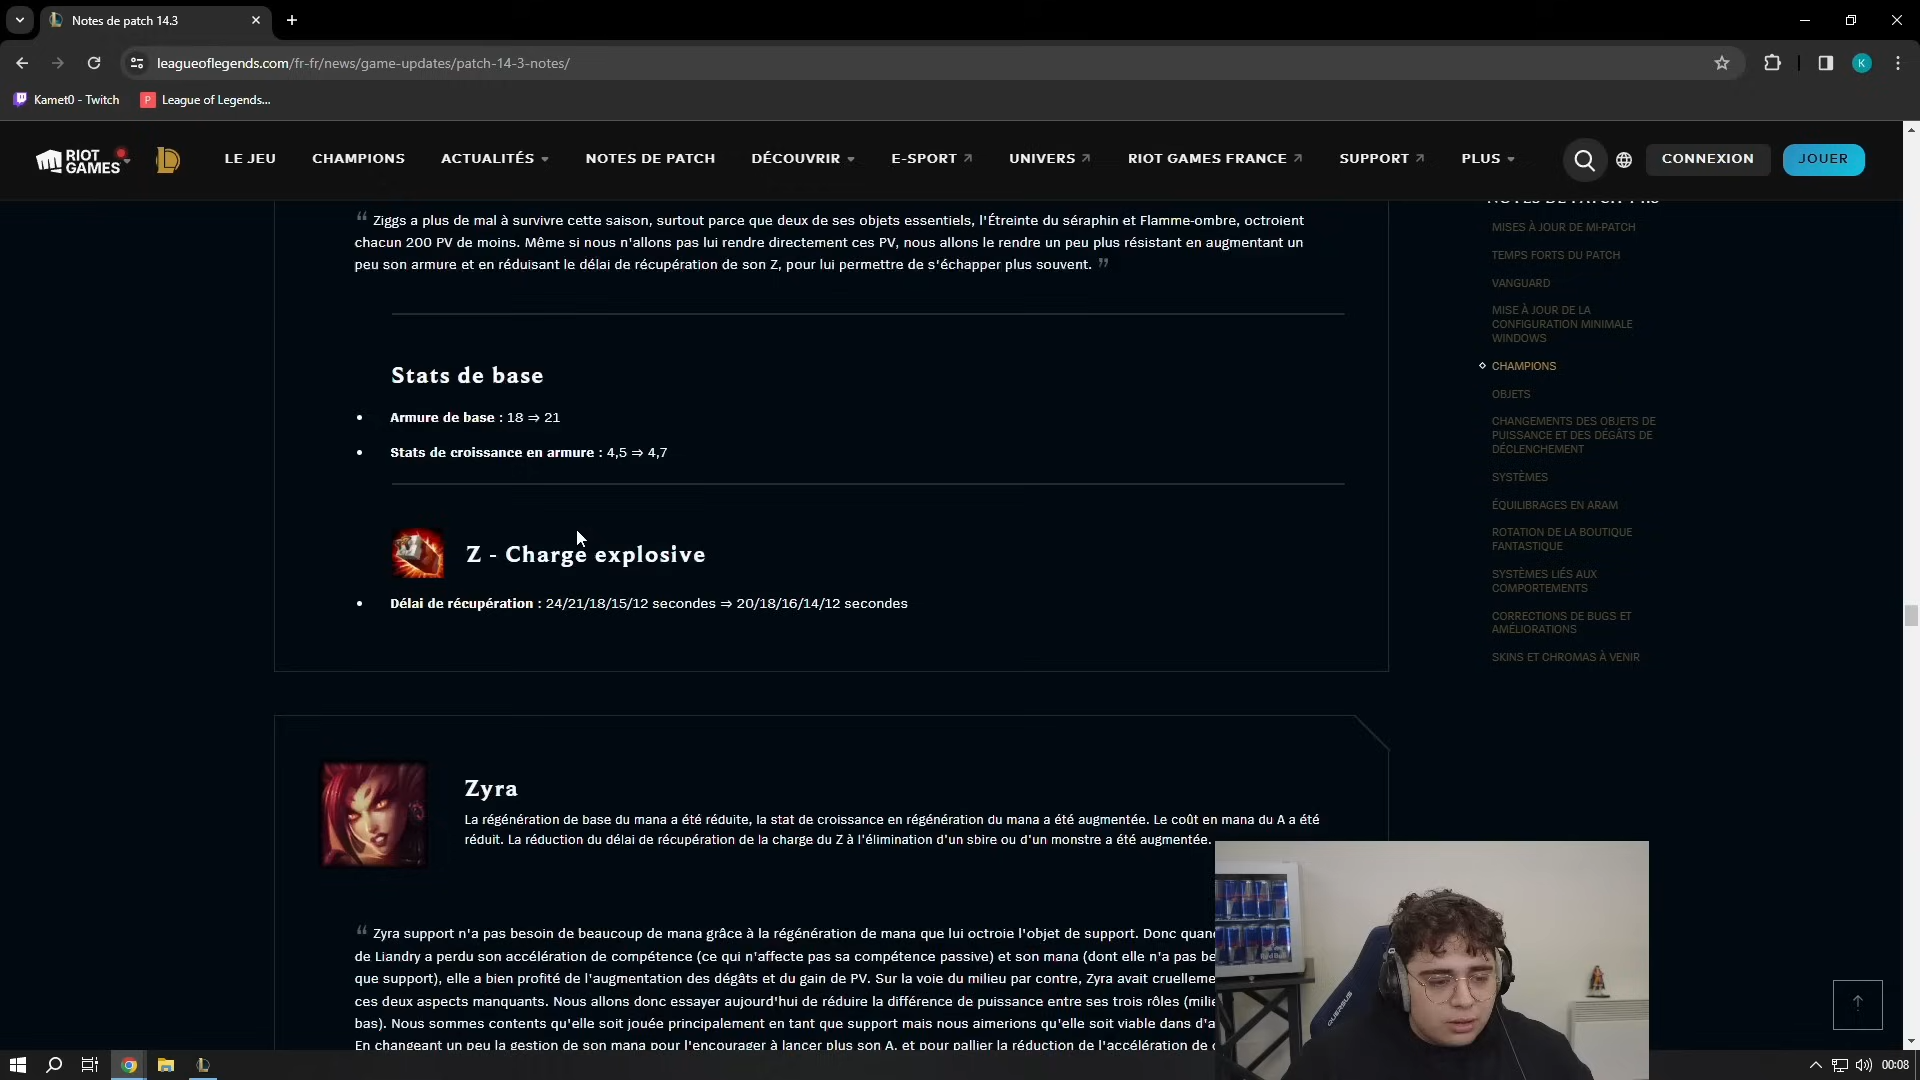 Notes de patch 14.3
leagueoflegends.com/fr-fr/news/game-updates/patch-14-3-notes/
K
Kamet0 - Twitch
P League of Legends...
RIOT GAMES
LE JEU
CHAMPIONS
ACTUALITÉS
NOTES DE PATCH
DÉCOUVRIR
E-SPORT
UNIVERS
RIOT GAMES FRANCE
SUPPORT
PLUS
CONNEXION
JOUER
“ Ziggs a plus de mal à survivre cette saison, surtout parce que deux de ses objets essentiels, l'Étreinte du séraphin et Flamme-ombre, octroient
chacun 200 PV de moins. Même si nous n'allons pas lui rendre directement ces PV, nous allons le rendre un peu plus résistant en augmentant un
peu son armure et en réduisant le délai de récupération de son Z, pour lui permettre de s'échapper plus souvent. ”
Stats de base
• Armure de base : 18 ⇒ 21
• Stats de croissance en armure : 4,5 ⇒ 4,7
Z - Charge explosive
• Délai de récupération : 24/21/18/15/12 secondes ⇒ 20/18/16/14/12 secondes
Zyra
La régénération de base du mana a été réduite, la stat de croissance en régénération du mana a été augmentée. Le coût en mana du A a été
réduit. La réduction du délai de récupération de la charge du Z à l'élimination d'un sbire ou d'un monstre a été augmentée.
“ Zyra support n'a pas besoin de beaucoup de mana grâce à la régénération de mana que lui octroie l'objet de support. Donc quan
de Liandry a perdu son accélération de compétence (ce qui n'affecte pas sa compétence passive) et son mana (dont elle n'a pas be
que support), elle a bien profité de l'augmentation des dégâts et du gain de PV. Sur la voie du milieu par contre, Zyra avait cruelleme
ces deux aspects manquants. Nous allons donc essayer aujourd'hui de réduire la différence de puissance entre ses trois rôles (milie
bas). Nous sommes contents qu'elle soit jouée principalement en tant que support mais nous aimerions qu'elle soit viable dans d'a
En changeant un peu la gestion de son mana pour l'encourager à lancer plus son A, et pour pallier la réduction de l'accélération de
MISES À JOUR DE MI-PATCH
TEMPS FORTS DU PATCH
VANGUARD
MISE À JOUR DE LA
CONFIGURATION MINIMALE
WINDOWS
CHAMPIONS
OBJETS
CHANGEMENTS DES OBJETS DE
PUISSANCE ET DES DÉGÂTS DE
DÉCLENCHEMENT
SYSTÈMES
ÉQUILIBRAGES EN ARAM
ROTATION DE LA BOUTIQUE
FANTASTIQUE
SYSTÈMES LIÉS AUX
COMPORTEMENTS
CORRECTIONS DE BUGS ET
AMÉLIORATIONS
SKINS ET CHROMAS À VENIR
QUERSUS
00:08